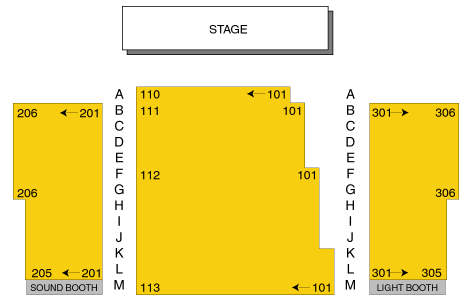 STAGE
A 110 101 A
206 201 B 111 101 B 301 306
C C
D D
E E
F 112 101 F
206 G G 306
H H
I I
J J
K K
205 201 L L 301 305
SOUND BOOTH M 113 101 M LIGHT BOOTH